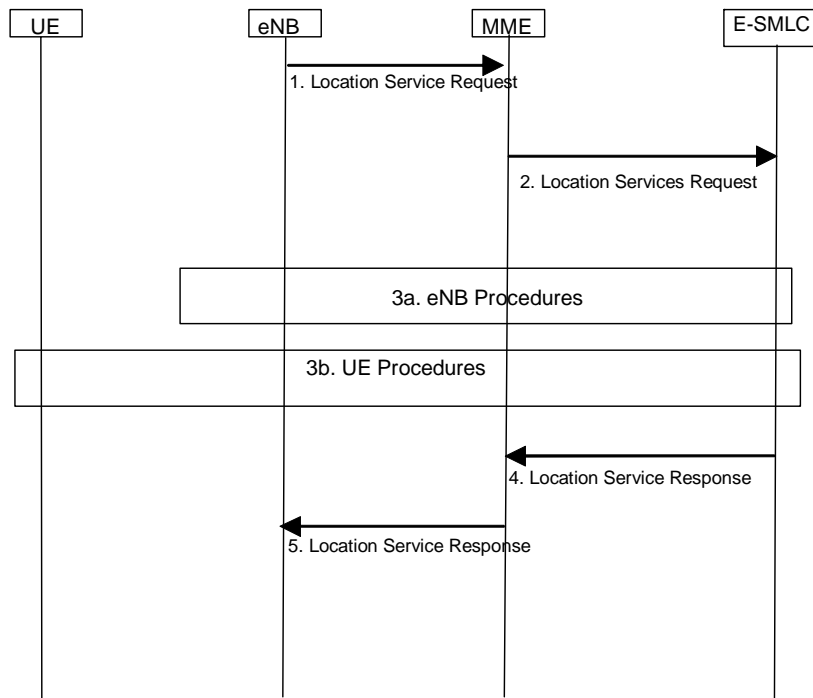 UE
eNB
MME
E-SMLC
1. Location Service Request
2. Location Services Request
3a. eNB Procedures
3b. UE Procedures
4. Location Service Response
5. Location Service Response